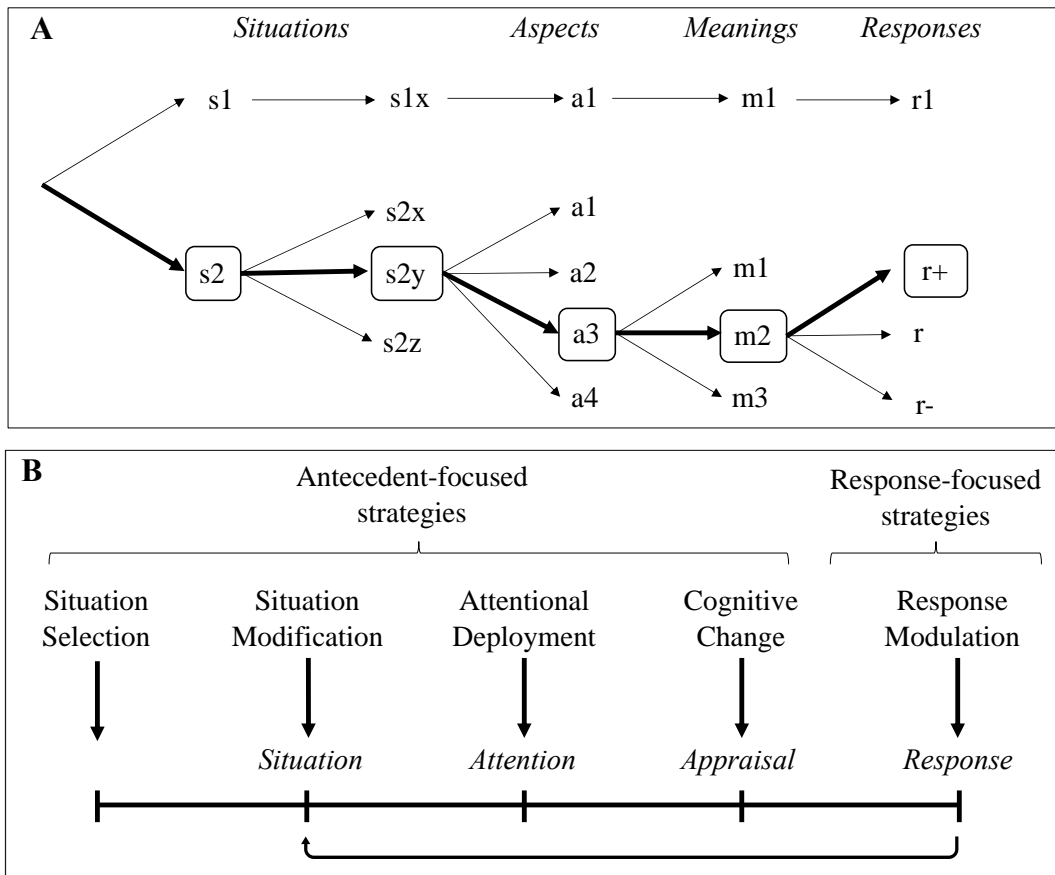 A
Situations Aspects Meanings Responses
s1 s1x a1 m1 r1
s2x a1
s2 s2y a2 m1 r+
s2z a3 m2 r
a4 m3 r-
B
Antecedent-focused
strategies
Response-focused
strategies
Situation
Selection
Situation
Modification
Attentional
Deployment
Cognitive
Change
Response
Modulation
Situation Attention Appraisal Response